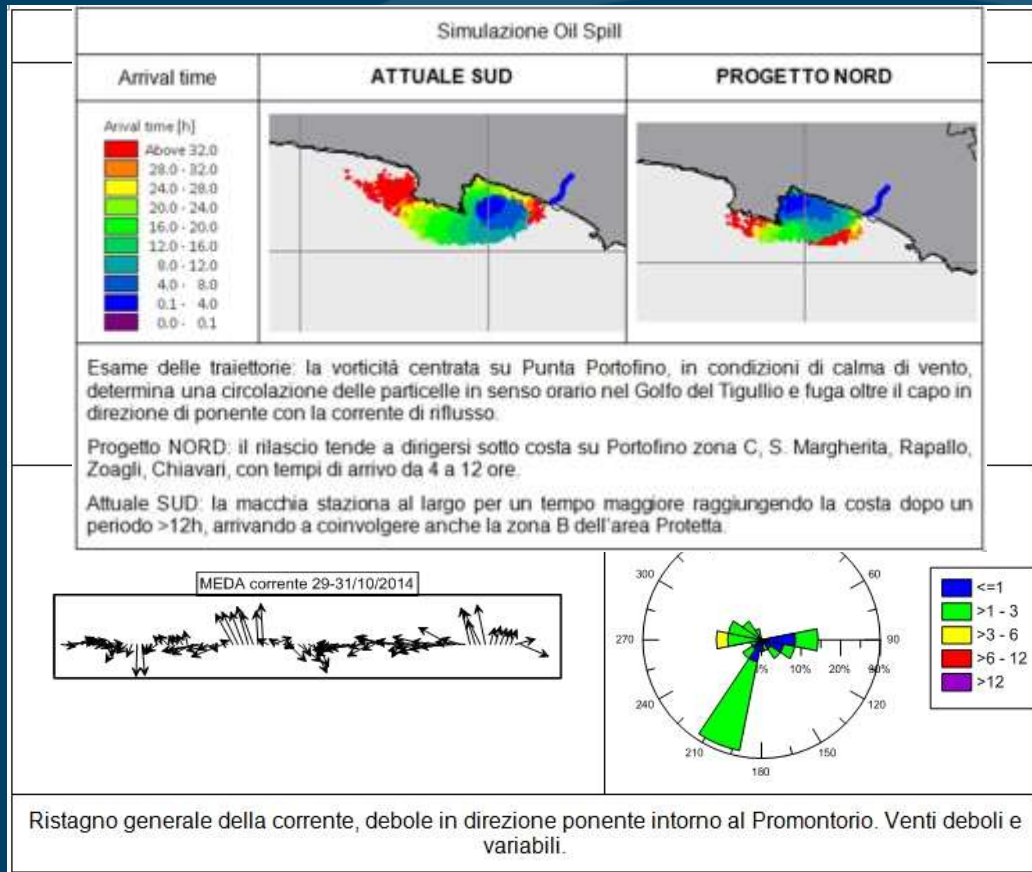 Simulazione Oil Spill
Arrival time
ATTUALE SUD
PROGETTO NORD
Arival time [h]
Above 32.0
28.0 - 32.0
24.0 - 28.0
20.0 - 24.0
16.0 - 20.0
12.0 - 16.0
8.0 - 12.0
4.0 - 8.0
0.1 - 4.0
0.0 - 0.1
Esame delle traiettorie: la vorticità centrata su Punta Portofino, in condizioni di calma di vento,
determina una circolazione delle particelle in senso orario nel Golfo del Tigullio e fuga oltre il capo in
direzione di ponente con la corrente di riflusso.
Progetto NORD: il rilascio tende a dirigersi sotto costa su Portofino zona C, S. Margherita, Rapallo,
Zoagli, Chiavari, con tempi di arrivo da 4 a 12 ore.
Attuale SUD: la macchia staziona al largo per un tempo maggiore raggiungendo la costa dopo un
periodo >12h, arrivando a coinvolgere anche la zona B dell'area Protetta.
MEDA corrente 29-31/10/2014
300
60
270
90
10%
20%
240
120
210
150
180
<=1
>1 - 3
>3 - 6
>6 - 12
>12
Ristagno generale della corrente, debole in direzione ponente intorno al Promontorio. Venti deboli e
variabili.